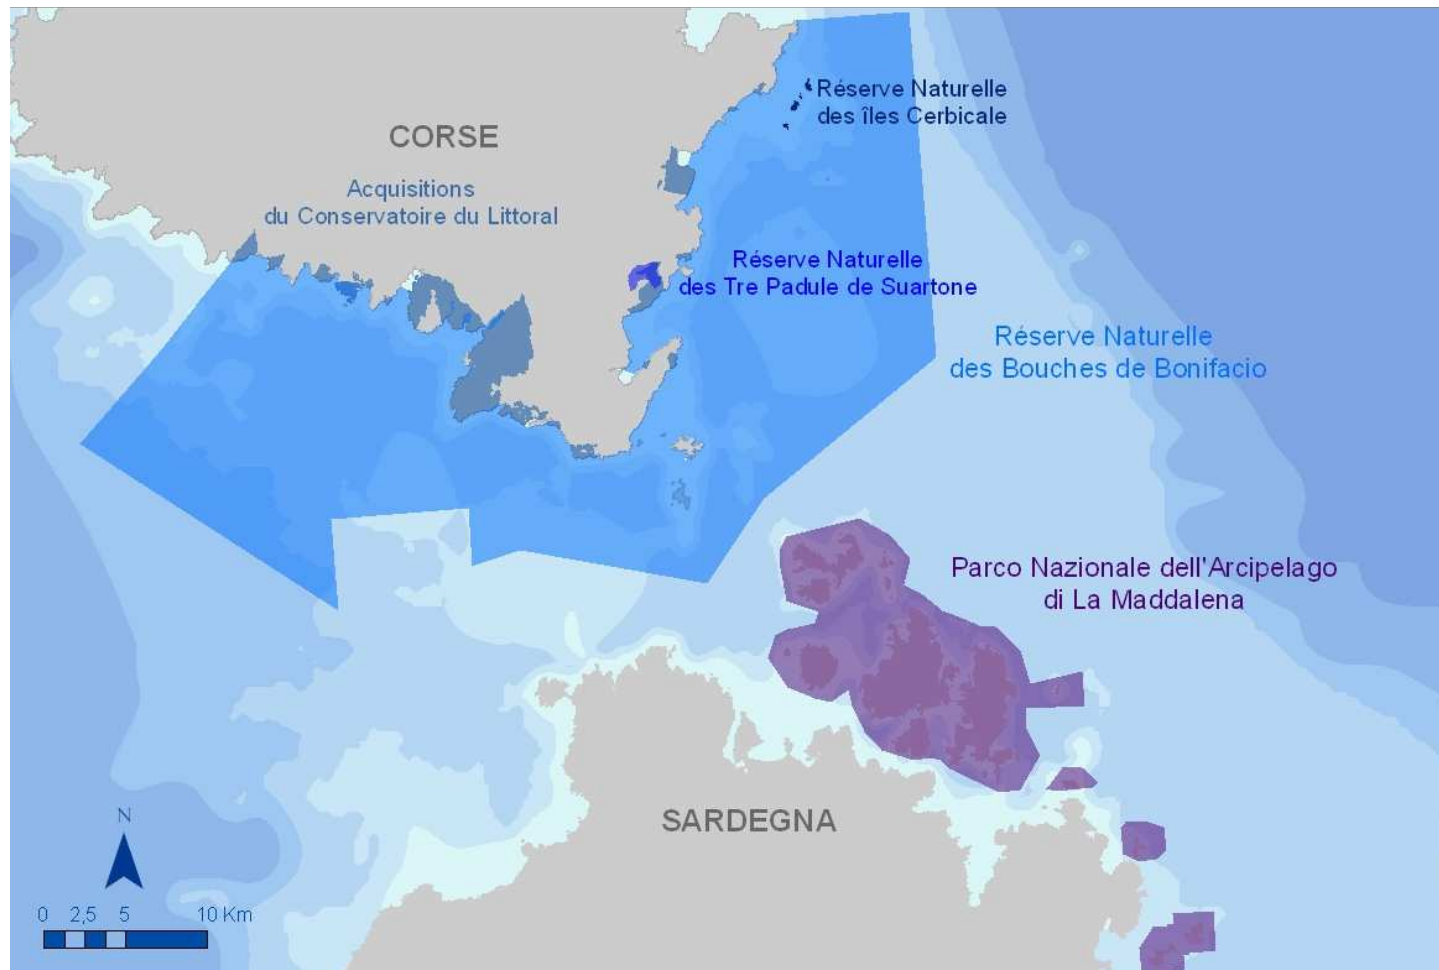 Réserve Naturelle
des îles Cerbicale
CORSE
Acquisitions
du Conservatoire du Littoral
Réserve Naturelle
des Tre Padule de Suartone
Réserve Naturelle
des Bouches de Bonifacio
Parco Nazionale dell'Arcipelago
di La Maddalena
SARDEGNA
N
0 2,5 5 10 Km